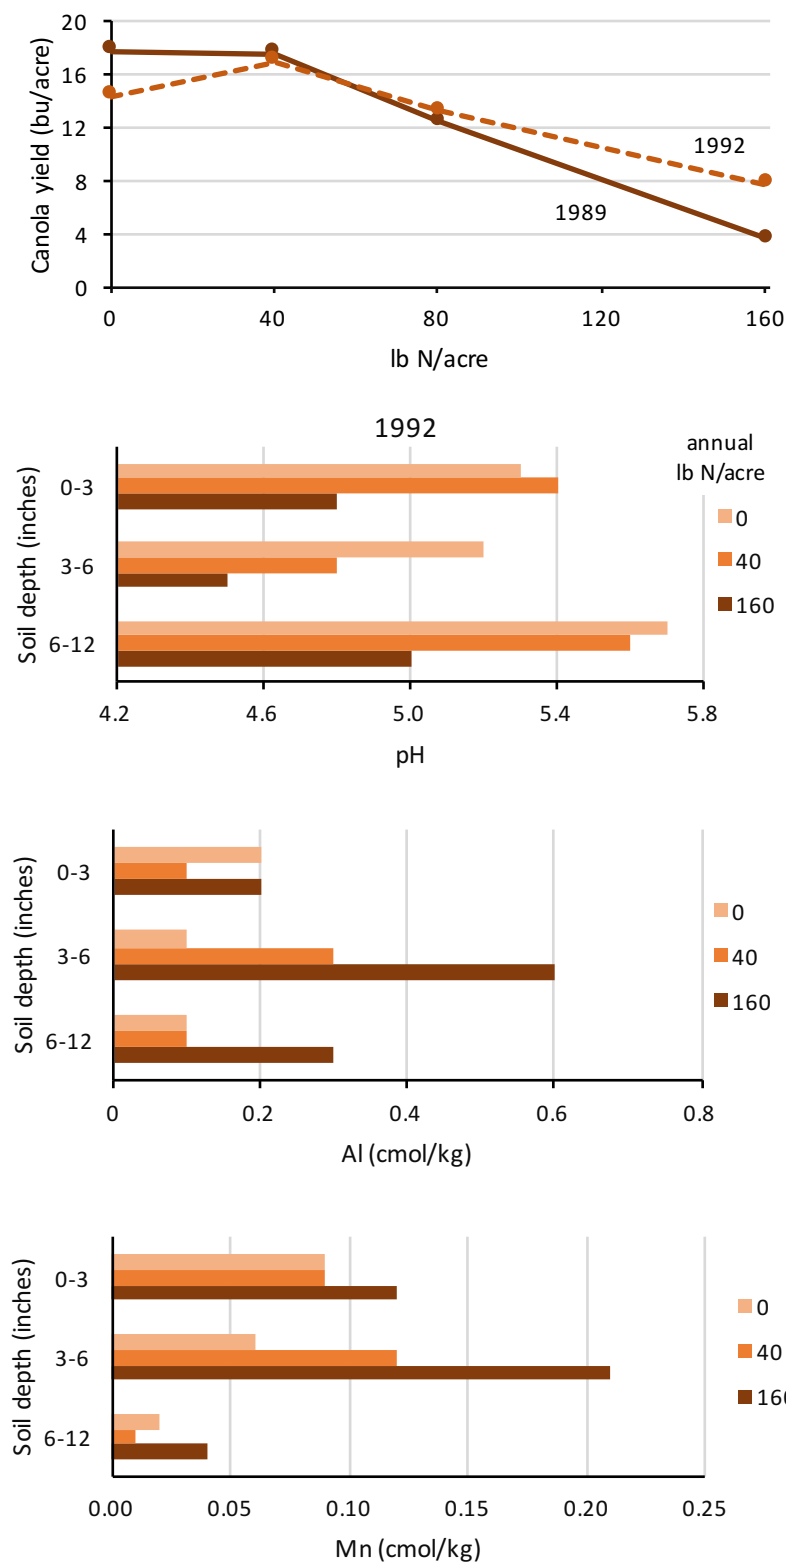 20
16
12
8
4
0
Canola yield (bu/acre)
1992
1989
0 40 80 120 160
lb N/acre
1992
annual
lb N/acre
Soil depth (inches)
0-3
3-6
6-12
0
40
160
4.2 4.6 5.0 5.4 5.8
pH
Soil depth (inches)
0-3
3-6
6-12
0
40
160
0 0.2 0.4 0.6 0.8
Al (cmol/kg)
Soil depth (inches)
0-3
3-6
6-12
0
40
160
0.00 0.05 0.10 0.15 0.20 0.25
Mn (cmol/kg)